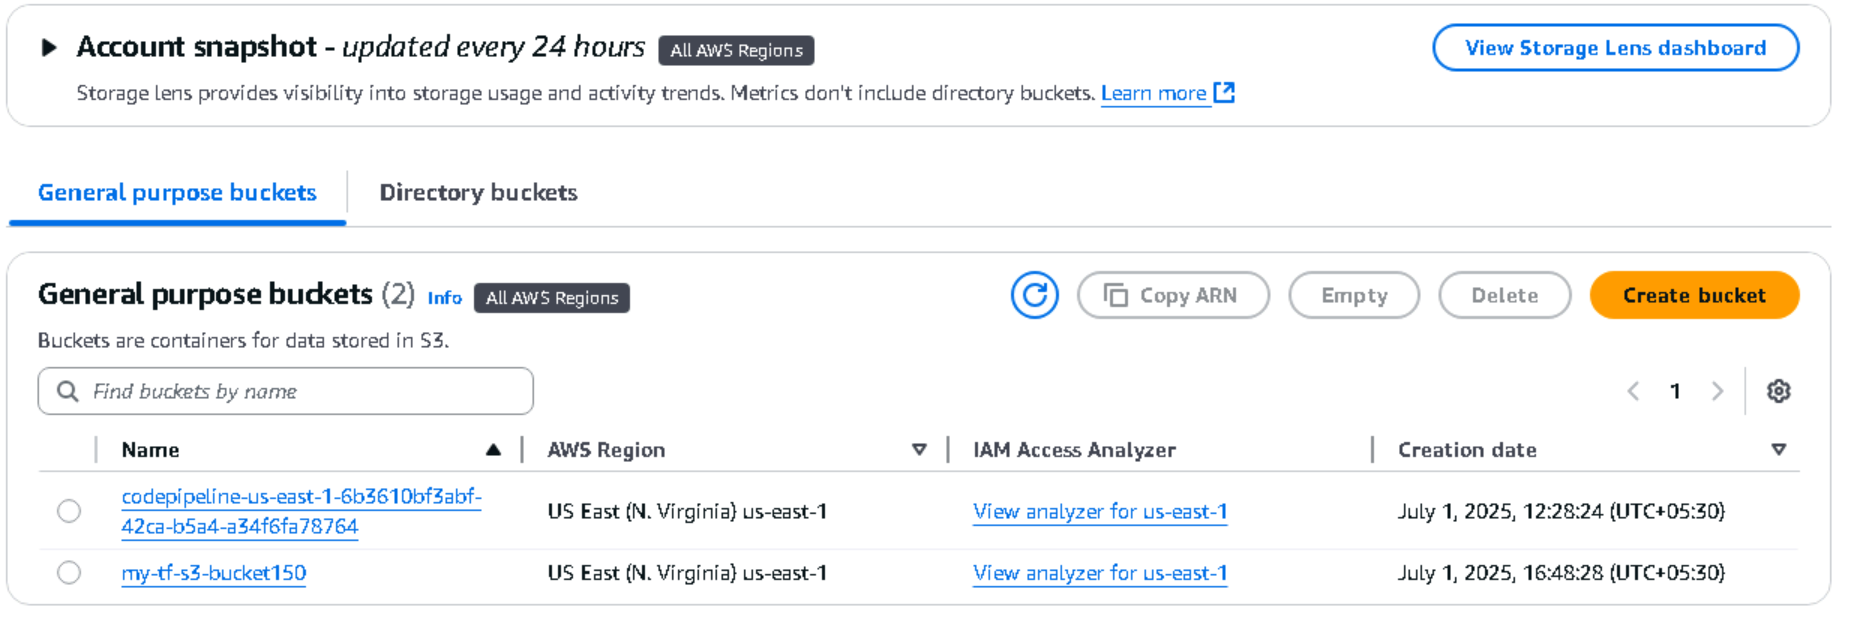 Account snapshot - updated every 24 hours All AWS Regions
View Storage Lens dashboard
Storage lens provides visibility into storage usage and activity trends. Metrics don't include directory buckets. Learn more
General purpose buckets Directory buckets
General purpose buckets (2) Info All AWS Regions
Copy ARN Empty Delete Create bucket
Buckets are containers for data stored in S3.
Find buckets by name
1
Name AWS Region IAM Access Analyzer Creation date
codepipeline-us-east-1-6b3610bf3abf-
42ca-b5a4-a34f6fa78764
US East (N. Virginia) us-east-1 View analyzer for us-east-1 July 1, 2025, 12:28:24 (UTC+05:30)
my-tf-s3-bucket150 US East (N. Virginia) us-east-1 View analyzer for us-east-1 July 1, 2025, 16:48:28 (UTC+05:30)